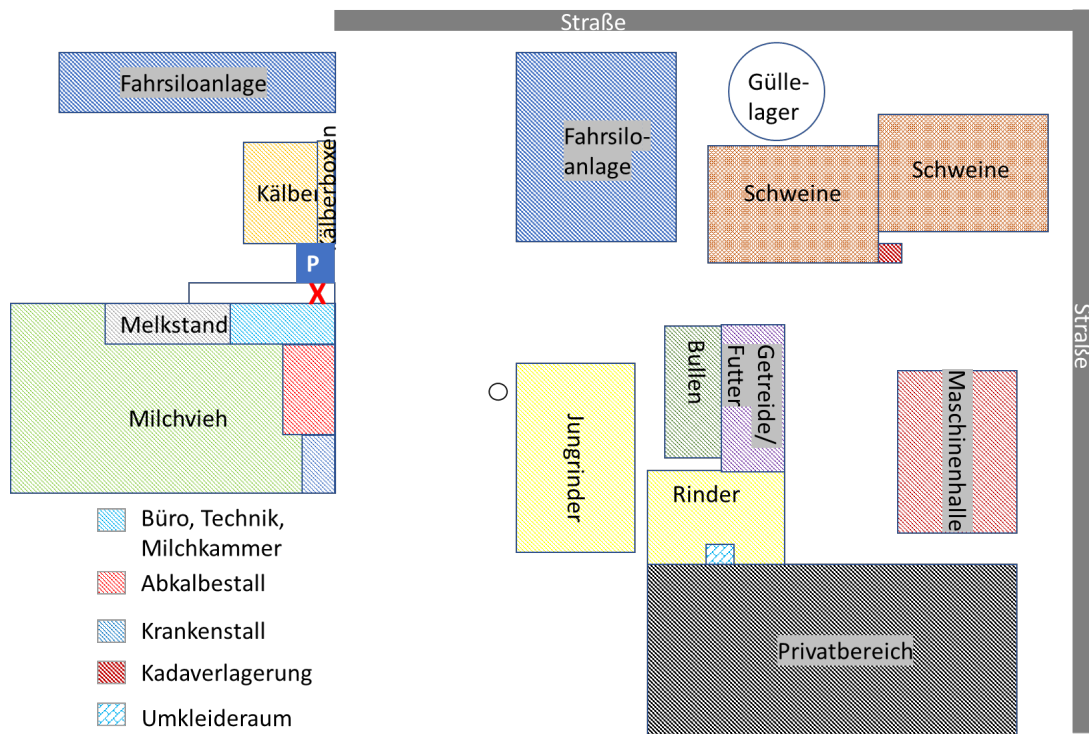 Straße
Fahrsiloanlage
Fahrsilo-
anlage
Gülle-
lager
Schweine
Schweine
Kälber
Kälberboxen
P
X
Melkstand
Milchvieh
Jungrinder
Bullen
Getreide/
Futter
Rinder
Maschinenhalle
Straße
Privatbereich
Büro, Technik,
Milchkammer
Abkalbestall
Krankenstall
Kadaverlagerung
Umkleideraum